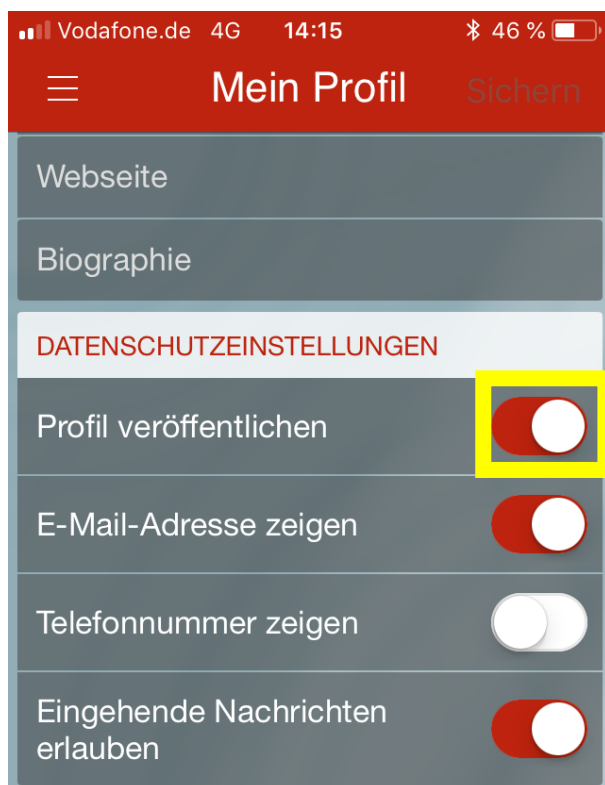 Vodafone.de 4G 14:15 46 %
Mein Profil Sichern
Webseite
Biographie
DATENSCHUTZEINSTELLUNGEN
Profil veröffentlichen
E-Mail-Adresse zeigen
Telefonnummer zeigen
Eingehende Nachrichten
erlauben